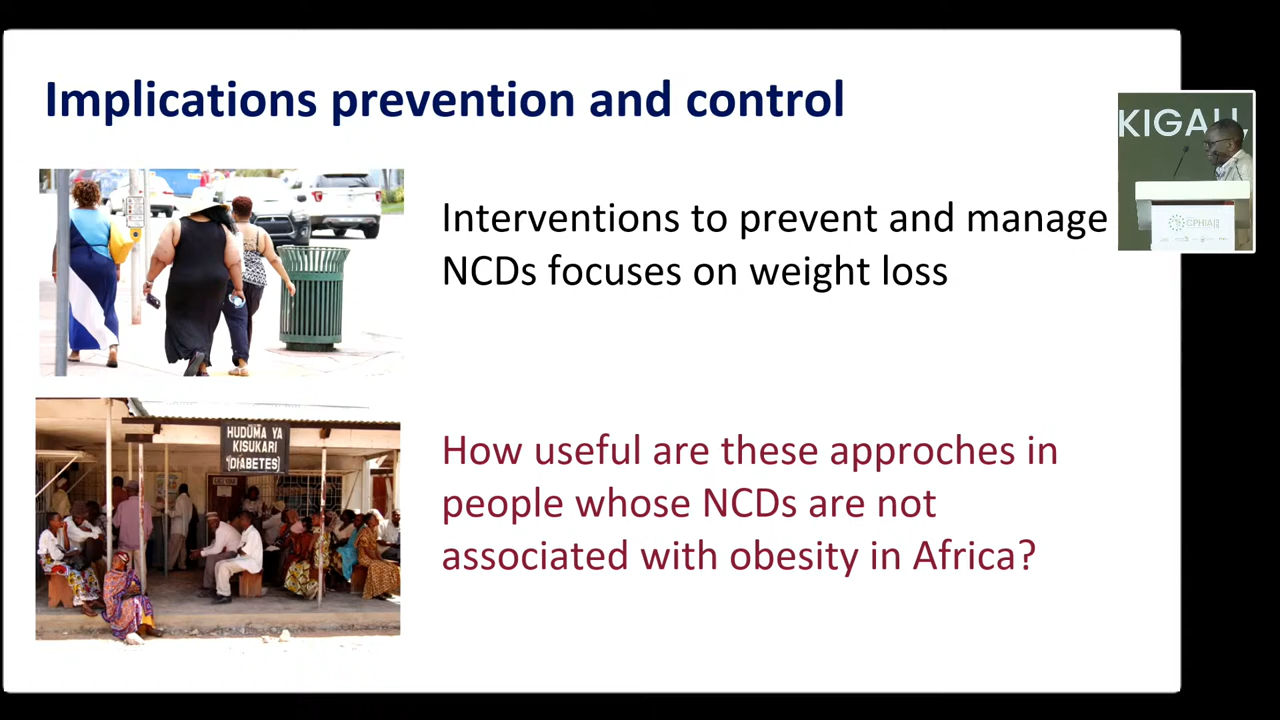 Implications prevention and control
Interventions to prevent and manage
NCDs focuses on weight loss
How useful are these approches in
people whose NCDs are not
associated with obesity in Africa?
HUDUMA YA
KISUKARI
(DIABETES)
KIGALI,
CPHIA